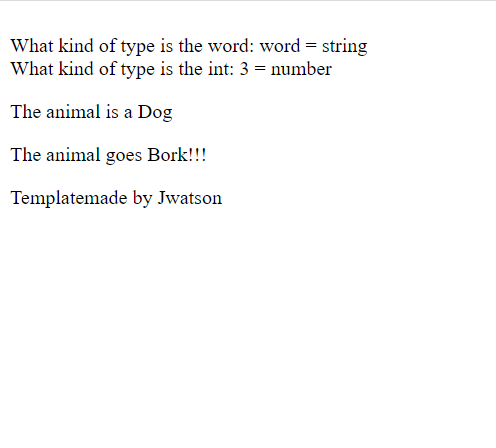 What kind of type is the word: word = string
What kind of type is the int: 3 = number
The animal is a Dog
The animal goes Bork!!!
Templatemade by Jwatson